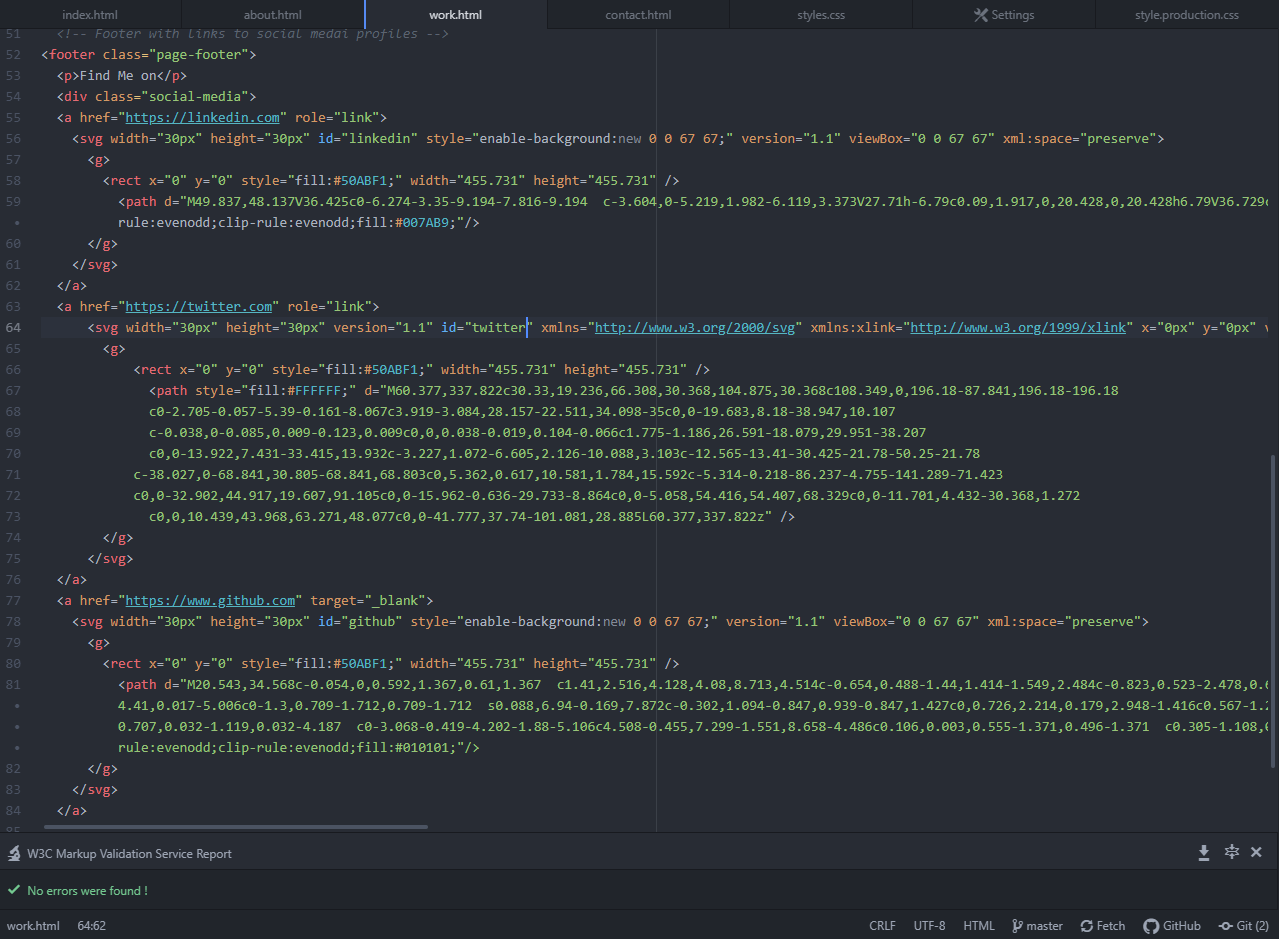 index.html about.html work.html contact.html styles.css Settings style.production.css
51 <!-- Footer with links to social medai profiles -->
52 <footer class="page-footer">
53 <p>Find Me on</p>
54 <div class="social-media">
55 <a href="https://linkedin.com" role="link">
56 <svg width="30px" height="30px" id="linkedin" style="enable-background:new 0 0 67 67;" version="1.1" viewBox="0 0 67 67" xml:space="preserve">
57 <g>
58 <rect x="0" y="0" style="fill:#50ABF1;" width="455.731" height="455.731" />
59 <path d="M49.837,48.137V36.425c0-6.274-3.35-9.194-7.816-9.194 c-3.604,0-5.219,1.982-6.119,3.373V27.71h-6.79c0.09,1.917,0,20.428,0,20.428h6.79V36.729c
• rule:evenodd;clip-rule:evenodd;fill:#007AB9;"/>
60 </g>
61 </svg>
62 </a>
63 <a href="https://twitter.com" role="link">
64 <svg width="30px" height="30px" version="1.1" id="twitter" xmlns="http://www.w3.org/2000/svg" xmlns:xlink="http://www.w3.org/1999/xlink" x="0px" y="0px" v
65 <g>
66 <rect x="0" y="0" style="fill:#50ABF1;" width="455.731" height="455.731" />
67 <path style="fill:#FFFFFF;" d="M60.377,337.822c30.33,19.236,66.308,30.368,104.875,30.368c108.349,0,196.18-87.841,196.18-196.18
68 c0-2.705-0.057-5.39-0.161-8.067c3.919-3.084,28.157-22.511,34.098-35c0,0-19.683,8.18-38.947,10.107
69 c-0.038,0-0.085,0.009-0.123,0.009c0,0,0.038-0.019,0.104-0.066c1.775-1.186,26.591-18.079,29.951-38.207
70 c0,0-13.922,7.431-33.415,13.932c-3.227,1.072-6.605,2.126-10.088,3.103c-12.565-13.41-30.425-21.78-50.25-21.78
71 c-38.027,0-68.841,30.805-68.841,68.803c0,5.362,0.617,10.581,1.784,15.592c-5.314-0.218-86.237-4.755-141.289-71.423
72 c0,0-32.902,44.917,19.607,91.105c0,0-15.962-0.636-29.733-8.864c0,0-5.058,54.416,54.407,68.329c0,0-11.701,4.432-30.368,1.272
73 c0,0,10.439,43.968,63.271,48.077c0,0-41.777,37.74-101.081,28.885L60.377,337.822z" />
74 </g>
75 </svg>
76 </a>
77 <a href="https://www.github.com" target="_blank">
78 <svg width="30px" height="30px" id="github" style="enable-background:new 0 0 67 67;" version="1.1" viewBox="0 0 67 67" xml:space="preserve">
79 <g>
80 <rect x="0" y="0" style="fill:#50ABF1;" width="455.731" height="455.731" />
81 <path d="M20.543,34.568c-0.054,0,0.592,1.367,0.61,1.367 c1.41,2.516,4.128,4.08,8.713,4.514c-0.654,0.488-1.44,1.414-1.549,2.484c-0.823,0.523-2.478,0.6
• 4.41,0.017-5.006c0-1.3,0.709-1.712,0.709-1.712 s0.088,6.94-0.169,7.872c-0.302,1.094-0.847,0.939-0.847,1.427c0,0.726,2.214,0.179,2.948-1.416c0.567-1.2
• 0.707,0.032-1.119,0.032-4.187 c0-3.068-0.419-4.202-1.88-5.106c4.508-0.455,7.299-1.551,8.658-4.486c0.106,0.003,0.555-1.371,0.496-1.371 c0.305-1.108,0
• rule:evenodd;clip-rule:evenodd;fill:#010101;"/>
82 </g>
83 </svg>
84 </a>
85
W3C Markup Validation Service Report
No errors were found !
work.html 64:62 CRLF UTF-8 HTML master Fetch GitHub Git (2)